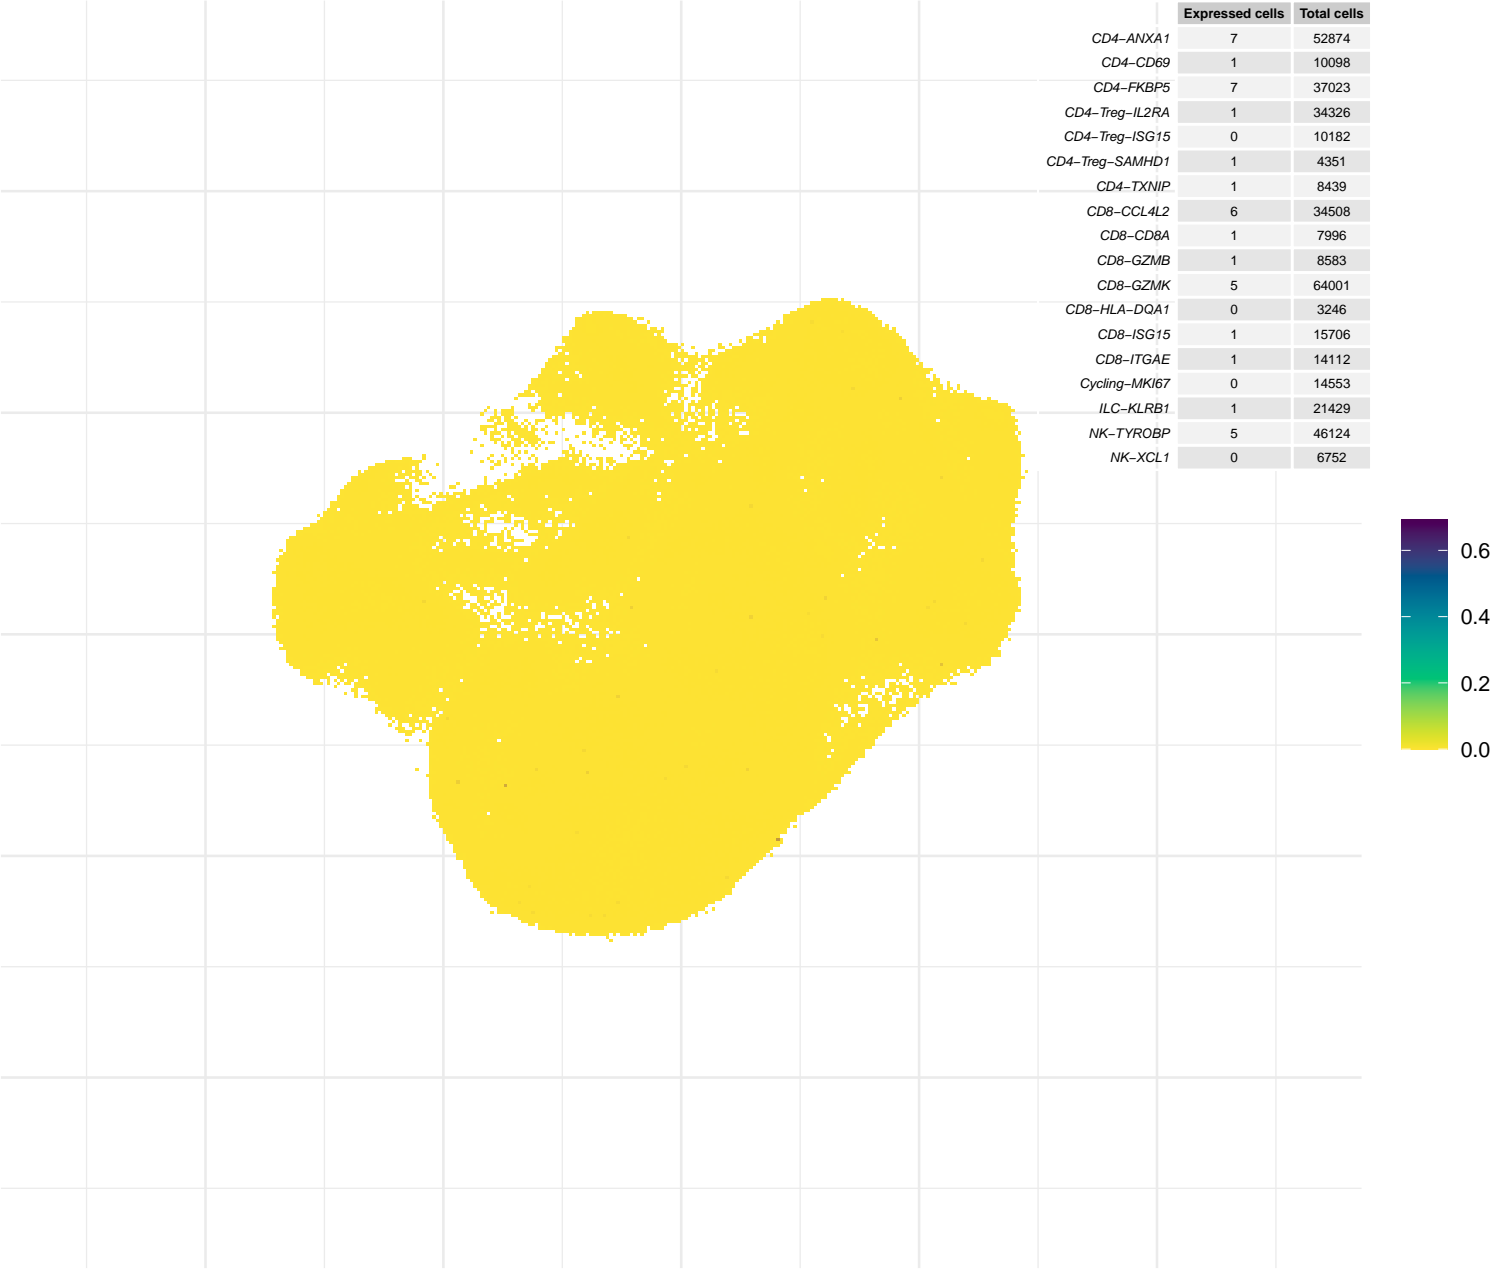 Expressed cells Total cells
CD4−ANXA1 7 52874
CD4−CD69 1 10098
CD4−FKBP5 7 37023
CD4−Treg−IL2RA 1 34326
CD4−Treg−ISG15 0 10182
CD4−Treg−SAMHD1 1 4351
CD4−TXNIP 1 8439
CD8−CCL4L2 6 34508
CD8−CD8A 1 7996
CD8−GZMB 1 8583
CD8−GZMK 5 64001
CD8−HLA−DQA1 0 3246
CD8−ISG15 1 15706
CD8−ITGAE 1 14112
Cycling−MKI67 0 14553
ILC−KLRB1 1 21429
NK−TYROBP 5 46124
NK−XCL1 0 6752
0.6
0.4
0.2
0.0